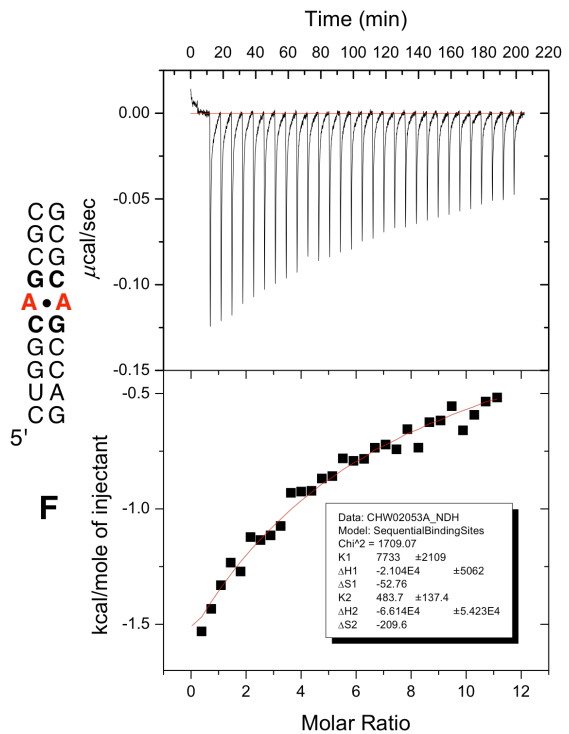 Time (min)
0 20 40 60 80 100 120 140 160 180 200 220
0.00
-0.05
-0.10
-0.15
µcal/sec
C G
G C
C G
G C
A • A
C G
G C
G C
U A
C G
5'
F
-0.5
-1.0
-1.5
kcal/mole of injectant
Data: CHW02053A_NDH
Model: SequentialBindingSites
Chi^2 = 1709.07
K1 7733 ±2109
ΔH1 -2.104E4 ±5062
ΔS1 -52.76
K2 483.7 ±137.4
ΔH2 -6.614E4 ±5.423E4
ΔS2 -209.6
0 2 4 6 8 10 12
Molar Ratio